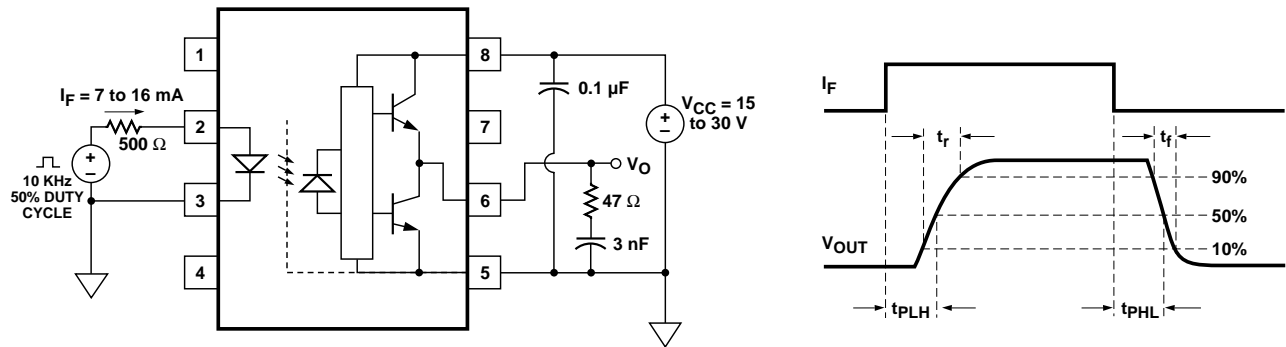 1
8
I_F = 7 to 16 mA
0.1 µF
V_CC = 15
to 30 V
+
–
2
7
500 Ω
+
–
V_O
10 KHz
50% DUTY
CYCLE
3
6
47 Ω
3 nF
4
5
I_F
t_r
t_f
90%
50%
10%
V_OUT
t_PLH
t_PHL